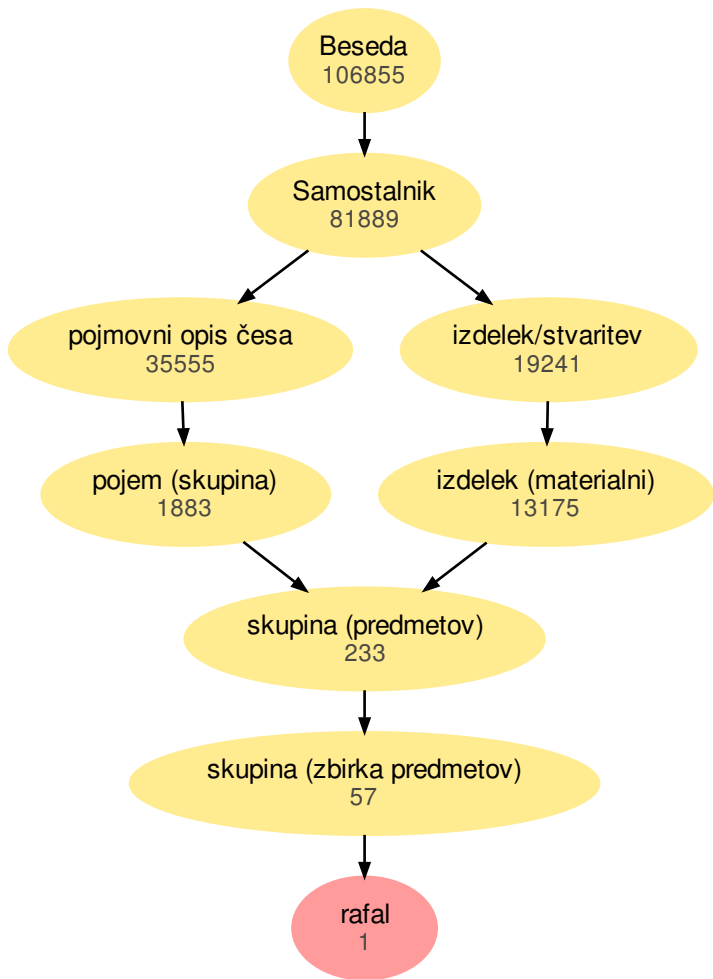 Beseda
106855
Samostalnik
81889
pojmovni opis česa
35555
izdelek/stvaritev
19241
pojem (skupina)
1883
izdelek (materialni)
13175
skupina (predmetov)
233
skupina (zbirka predmetov)
57
rafal
1